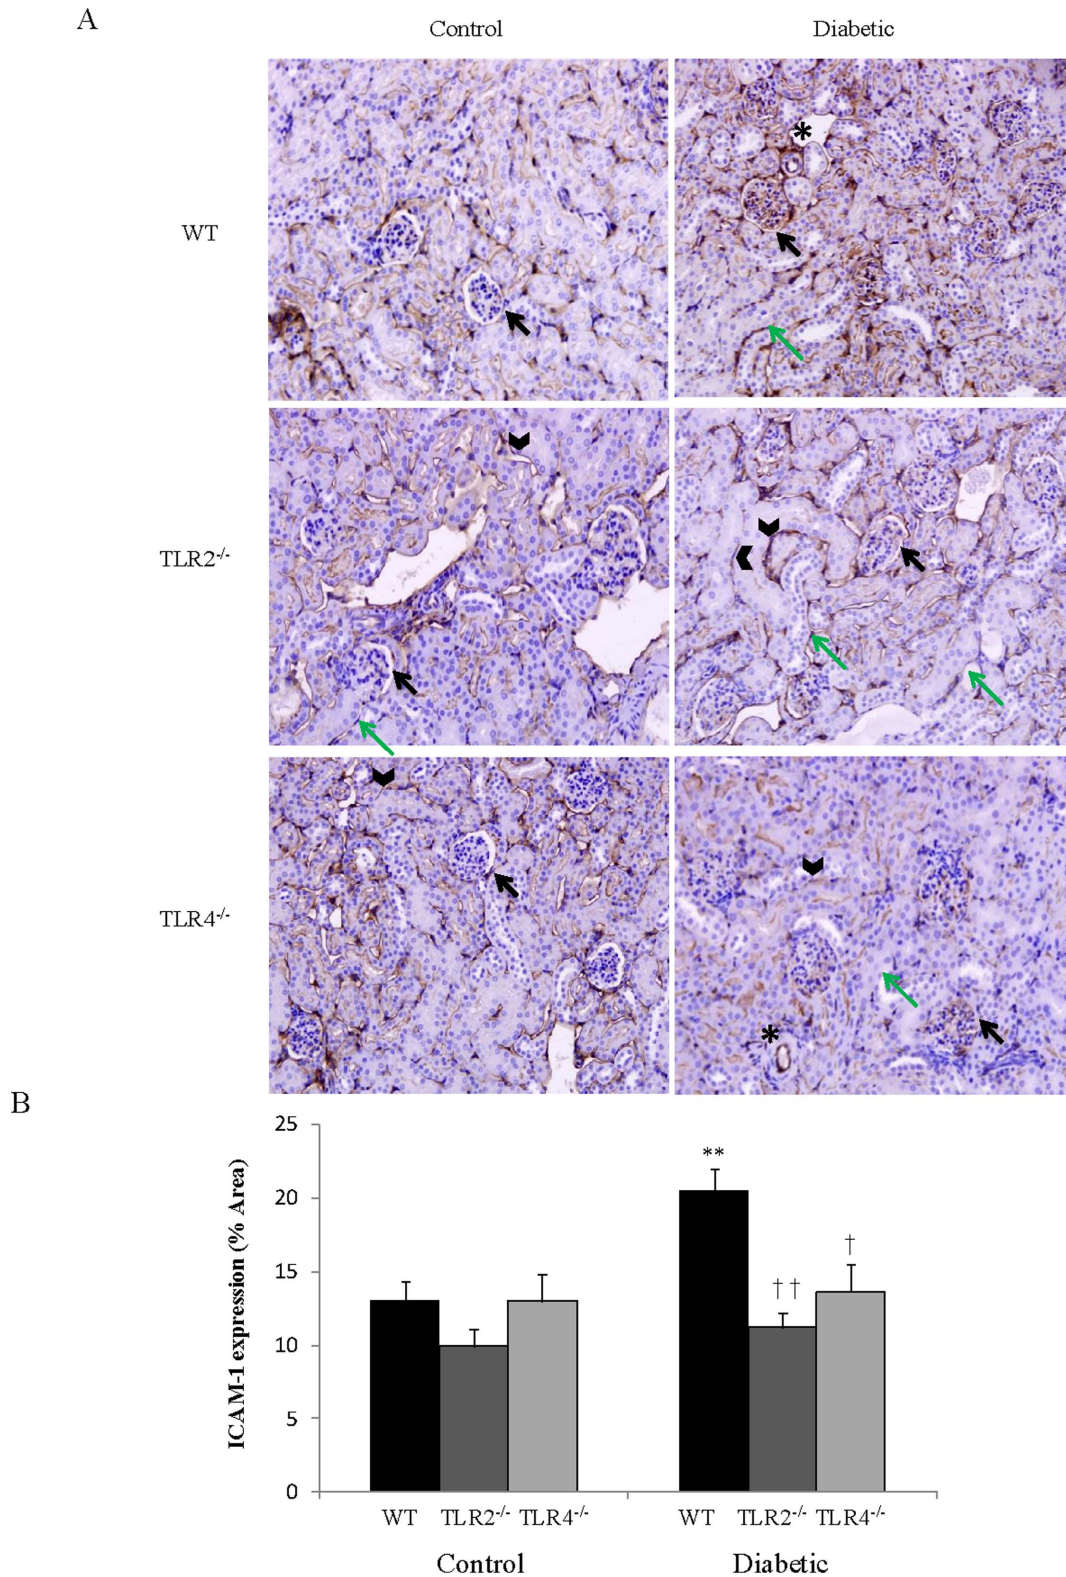 A
Control Diabetic
WT
*
TLR2-/-
TLR4-/-
*
B
ICAM-1 expression (% Area)
25
20
15
10
5
0
**
† †
†
WT TLR2-/- TLR4-/- WT TLR2-/- TLR4-/-
Control Diabetic